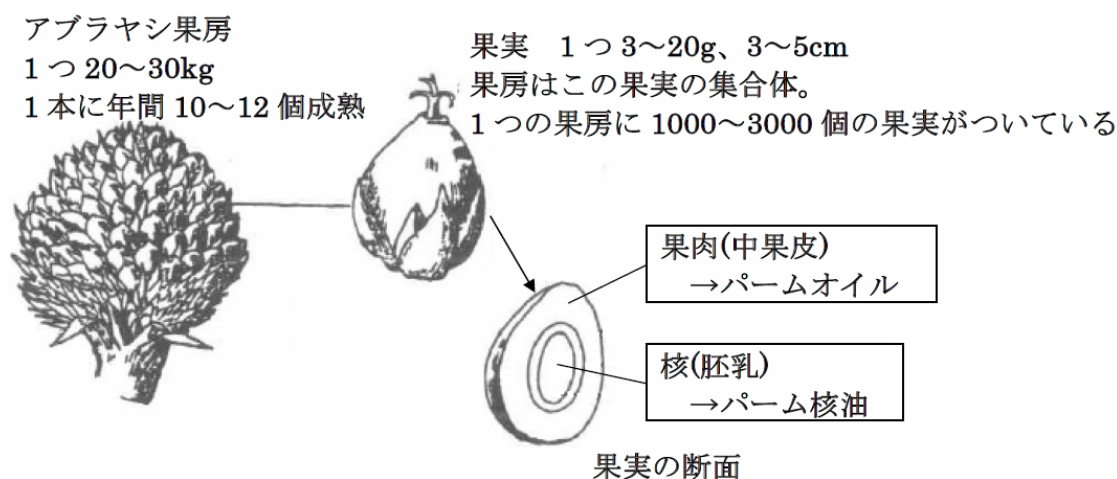 アブラヤシ果房
1つ20～30kg
1本に年間10～12個成熟
果実　1つ3～20g、3～5cm
果房はこの果実の集合体。
1つの果房に1000～3000個の果実がついている
果肉(中果皮)
→パームオイル
核(胚乳)
→パーム核油
果実の断面